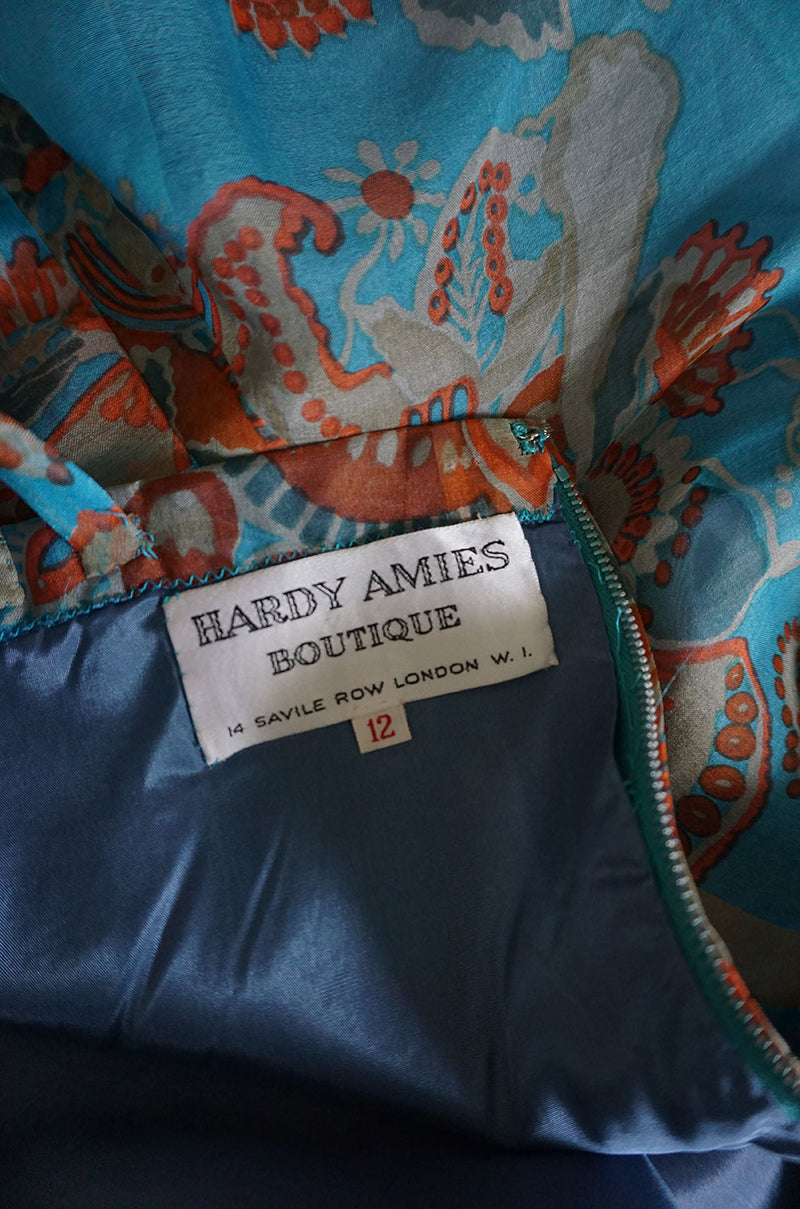 HARDY AMIES
BOUTIQUE
14 SAVILE ROW LONDON W. I.
12